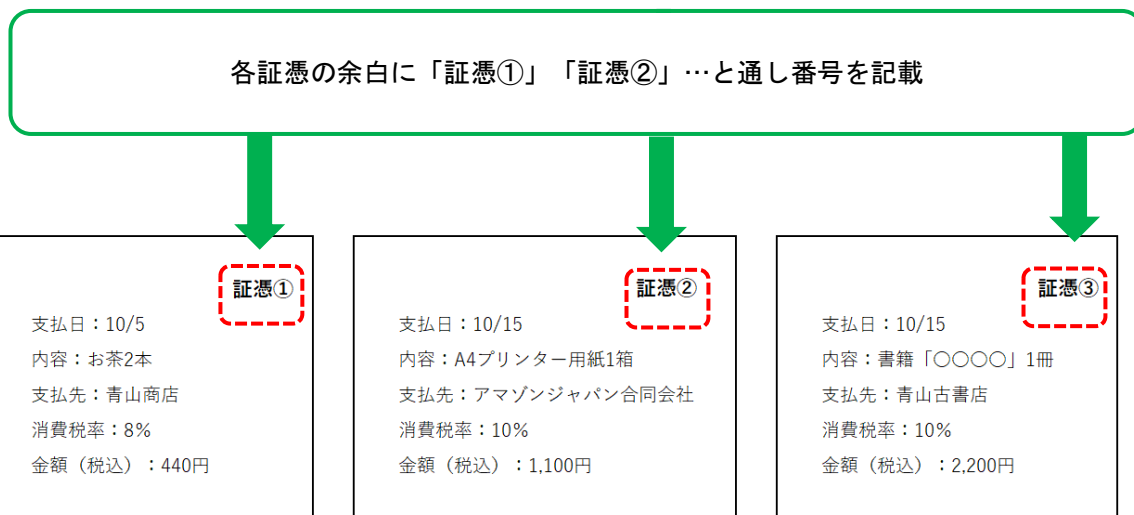 各証憑の余白に「証憑①」「証憑②」…と通し番号を記載
証憑①
支払日：10/5
内容：お茶2本
支払先：青山商店
消費税率：8%
金額（税込）：440円
証憑②
支払日：10/15
内容：A4プリンター用紙1箱
支払先：アマゾンジャパン合同会社
消費税率：10%
金額（税込）：1,100円
証憑③
支払日：10/15
内容：書籍「○○○○」1冊
支払先：青山古書店
消費税率：10%
金額（税込）：2,200円